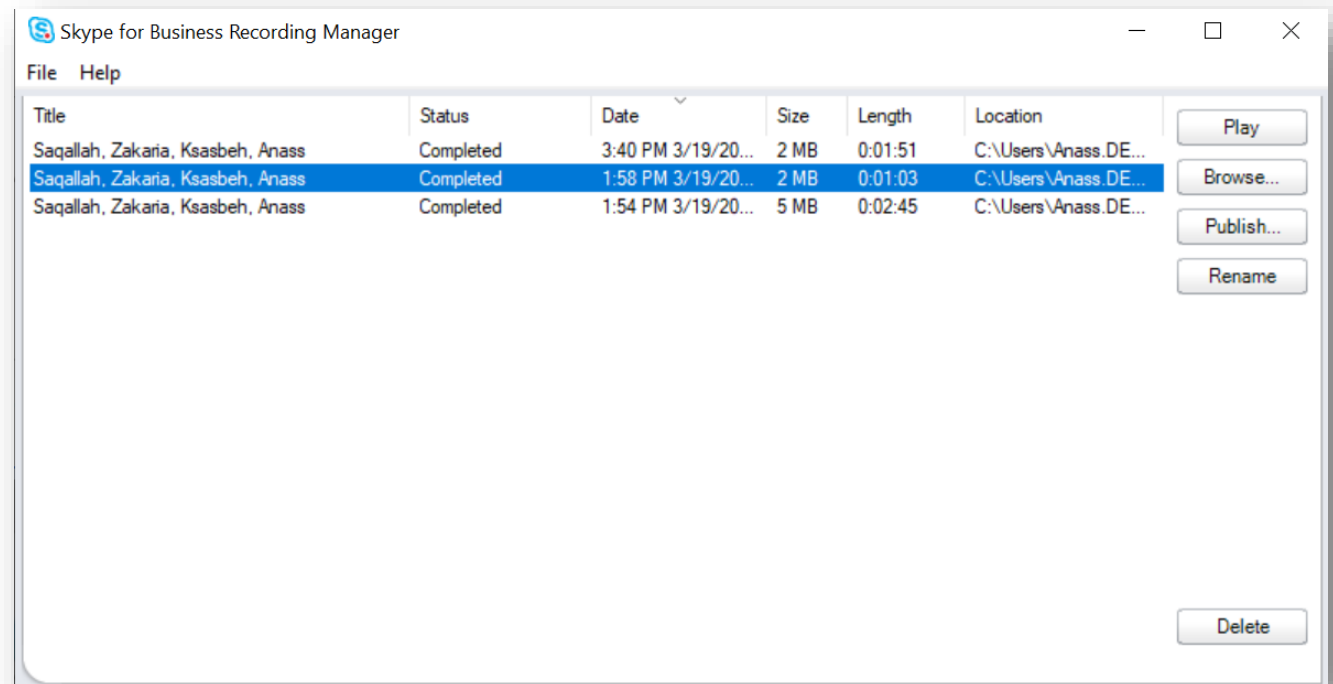 Skype for Business Recording Manager
File Help
Title Status Date Size Length Location
Saqallah, Zakaria, Ksasbeh, Anass Completed 3:40 PM 3/19/20... 2 MB 0:01:51 C:\Users\Anass.DE...
Saqallah, Zakaria, Ksasbeh, Anass Completed 1:58 PM 3/19/20... 2 MB 0:01:03 C:\Users\Anass.DE...
Saqallah, Zakaria, Ksasbeh, Anass Completed 1:54 PM 3/19/20... 5 MB 0:02:45 C:\Users\Anass.DE...
Play
Browse...
Publish...
Rename
Delete